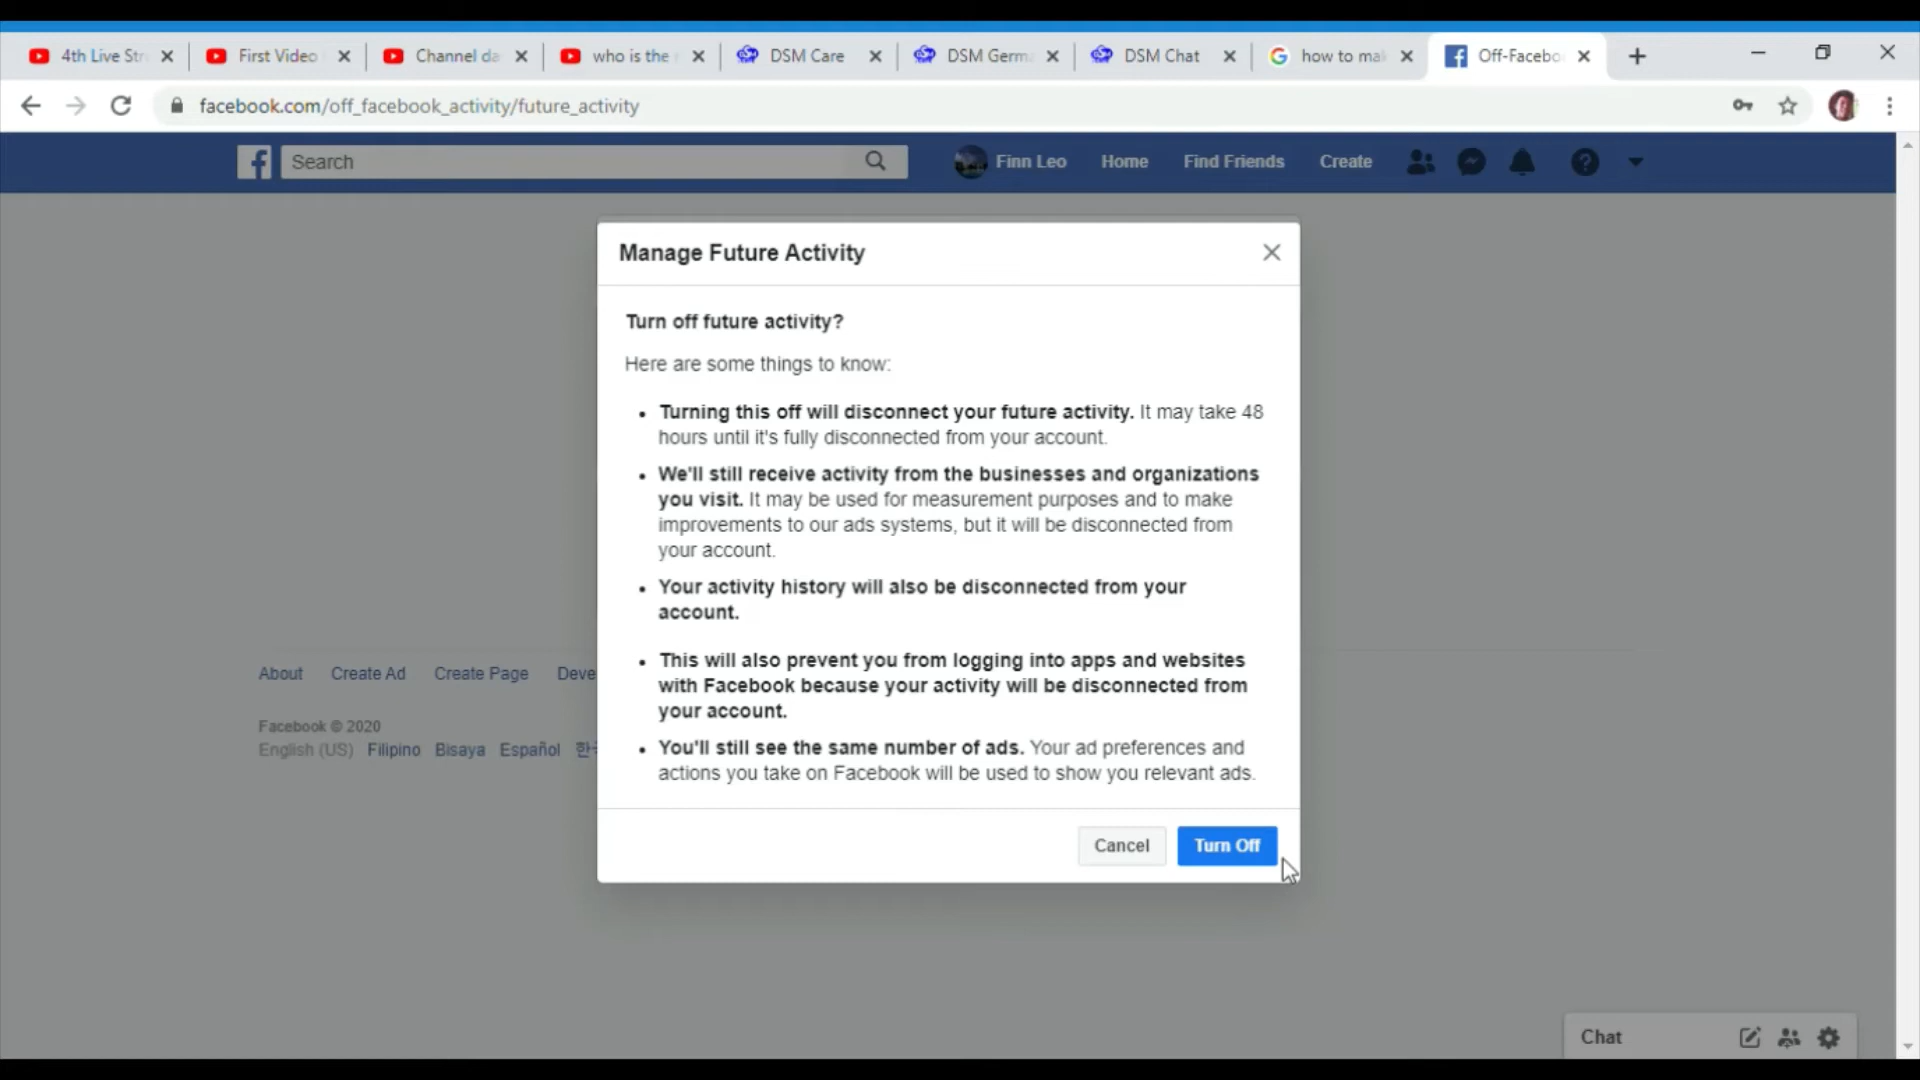 4th Live Str
First Video
Channel da
who is the
DSM Care
DSM Germ
DSM Chat
how to mal
Off-Facebo
facebook.com/off_facebook_activity/future_activity
Search
Finn Leo
Home
Find Friends
Create
Manage Future Activity
Turn off future activity?
Here are some things to know:
• Turning this off will disconnect your future activity. It may take 48
hours until it's fully disconnected from your account.
• We'll still receive activity from the businesses and organizations
you visit. It may be used for measurement purposes and to make
improvements to our ads systems, but it will be disconnected from
your account.
• Your activity history will also be disconnected from your
account.
• This will also prevent you from logging into apps and websites
with Facebook because your activity will be disconnected from
your account.
• You'll still see the same number of ads. Your ad preferences and
actions you take on Facebook will be used to show you relevant ads.
Cancel
Turn Off
About
Create Ad
Create Page
Deve
Facebook © 2020
English (US)
Filipino
Bisaya
Español
한
Chat